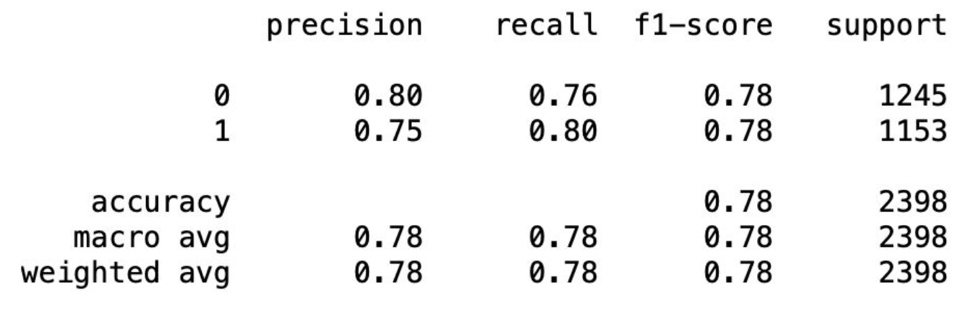 precision recall f1-score support
0 0.80 0.76 0.78 1245
1 0.75 0.80 0.78 1153
accuracy 0.78 2398
macro avg 0.78 0.78 0.78 2398
weighted avg 0.78 0.78 0.78 2398